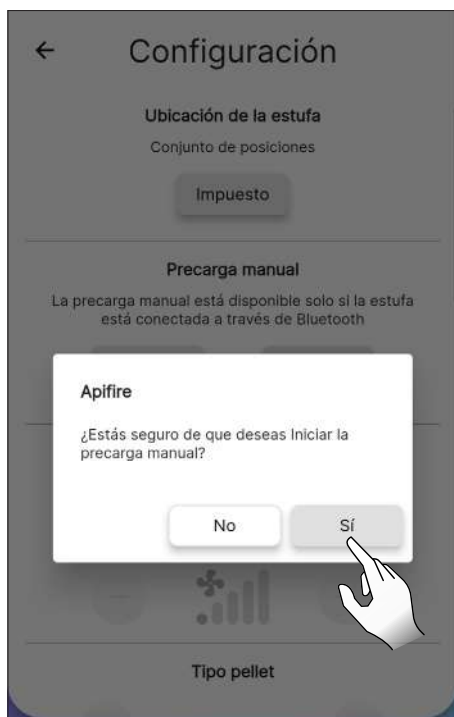 Configuración
Ubicación de la estufa
Conjunto de posiciones
Impuesto
Precarga manual
La precarga manual está disponible solo si la estufa
está conectada a través de Bluetooth
Apifire
¿Estás seguro de que deseas Iniciar la
precarga manual?
No
Sí
Tipo pellet